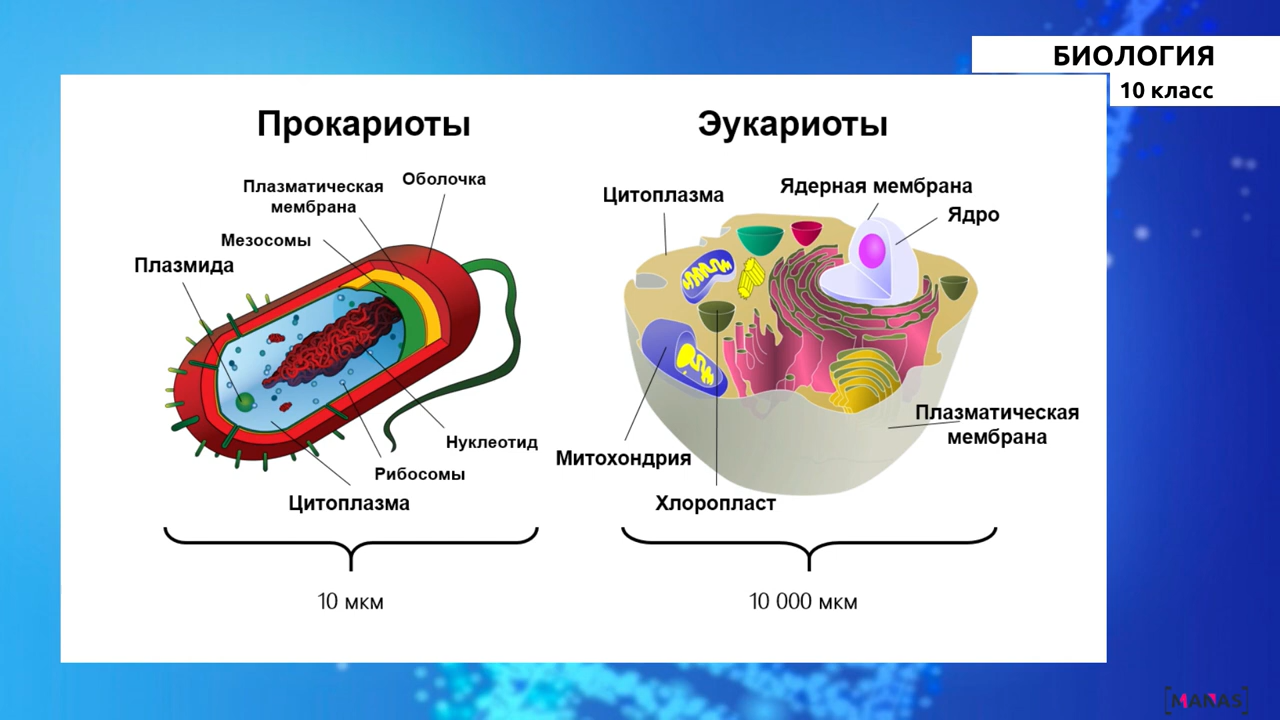 БИОЛОГИЯ
10 класс
Прокариоты
Плазматическая
мембрана
Оболочка
Мезосомы
Плазмида
Нуклеотид
Рибосомы
Цитоплазма
10 мкм
Эукариоты
Цитоплазма
Ядерная мембрана
Ядро
Плазматическая
мембрана
Митохондрия
Хлоропласт
10 000 мкм
[MANAS]